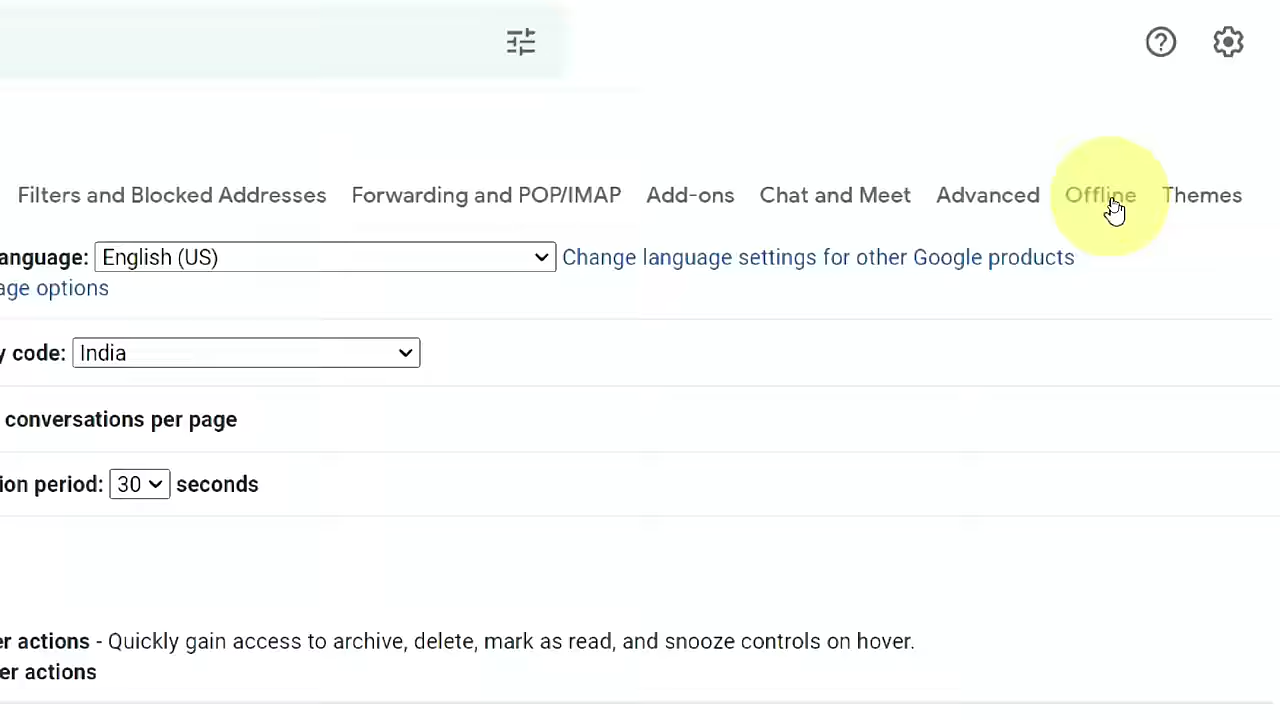 Filters and Blocked Addresses Forwarding and POP/IMAP Add-ons Chat and Meet Advanced Offline Themes
anguage: English (US) Change language settings for other Google products
age options
y code: India
conversations per page
ion period: 30 seconds
er actions - Quickly gain access to archive, delete, mark as read, and snooze controls on hover.
er actions